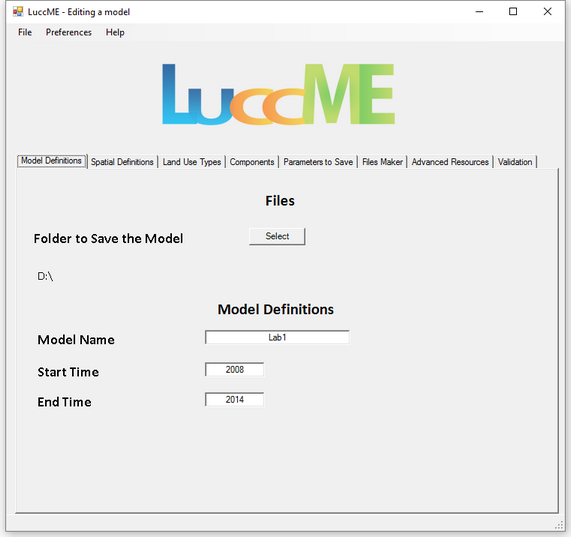 LuccME - Editing a model
File Preferences Help
LuccME
Model Definitions Spatial Definitions Land Use Types Components Parameters to Save Files Maker Advanced Resources Validation
Files
Folder to Save the Model Select
D:\
Model Definitions
Model Name Lab1
Start Time 2008
End Time 2014